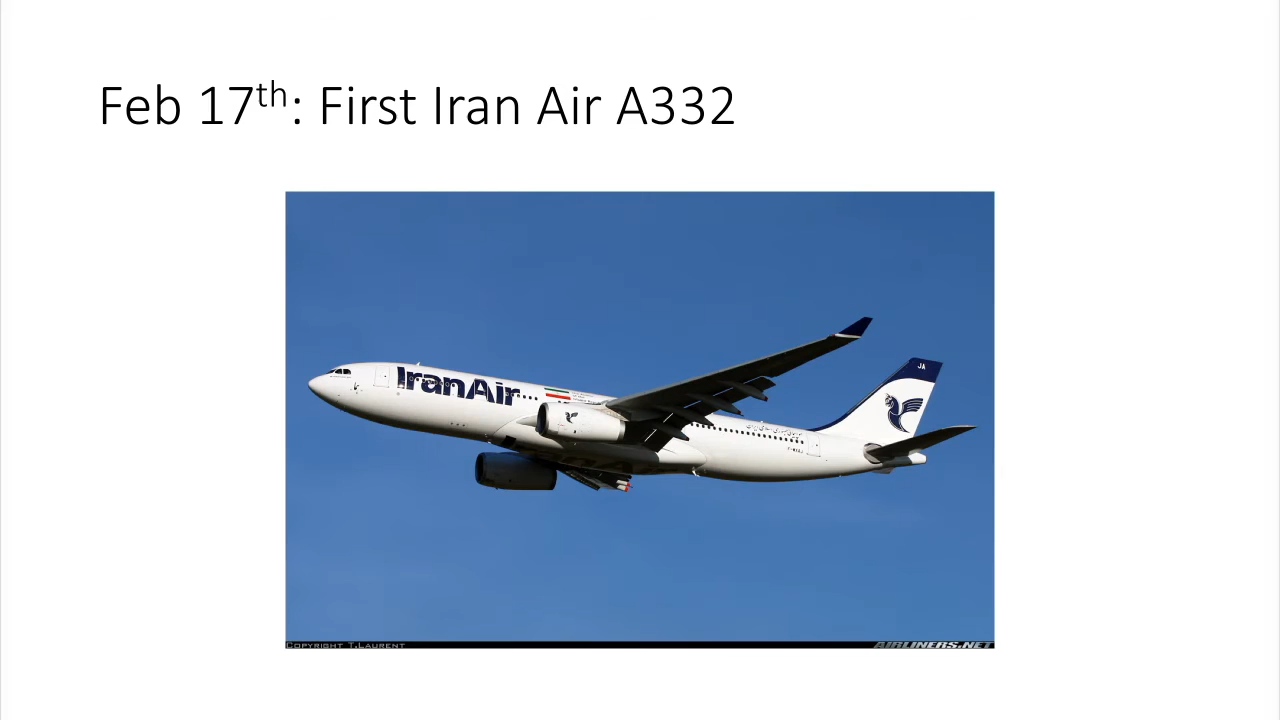 Feb 17th: First Iran Air A332
IranAir
JA
COPYRIGHT T.LAURENT
AIRLINERS.NET